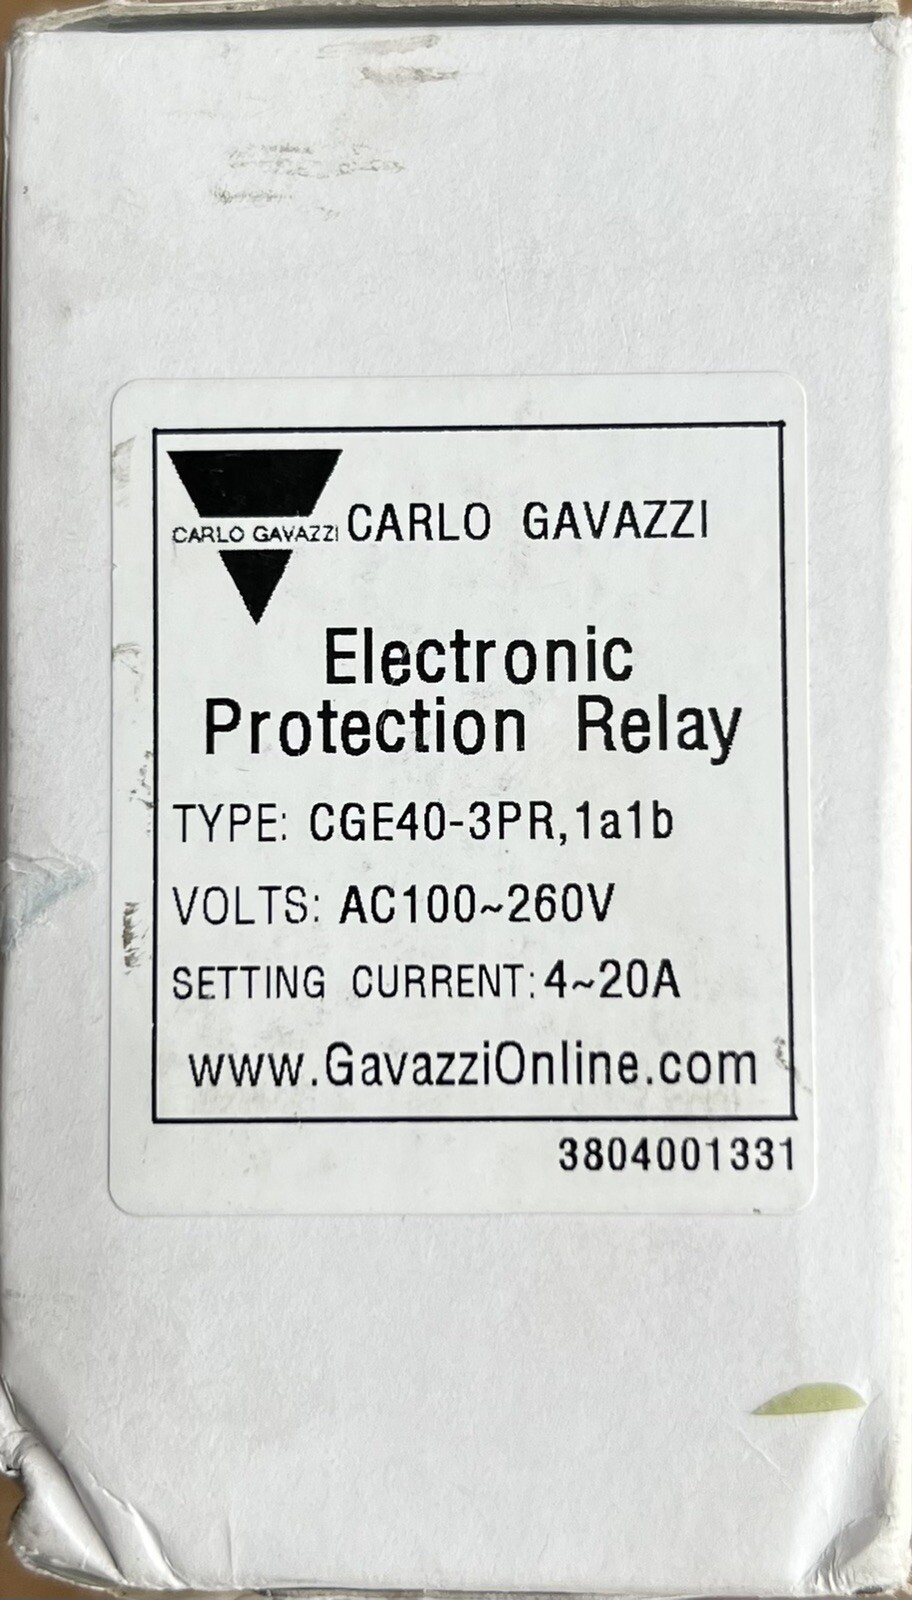 CARLO GAVAZZI
CARLO GAVAZZI
Electronic
Protection Relay
TYPE: CGE40-3PR,1a1b
VOLTS: AC100~260V
SETTING CURRENT:4~20A
www.GavazziOnline.com
3804001331